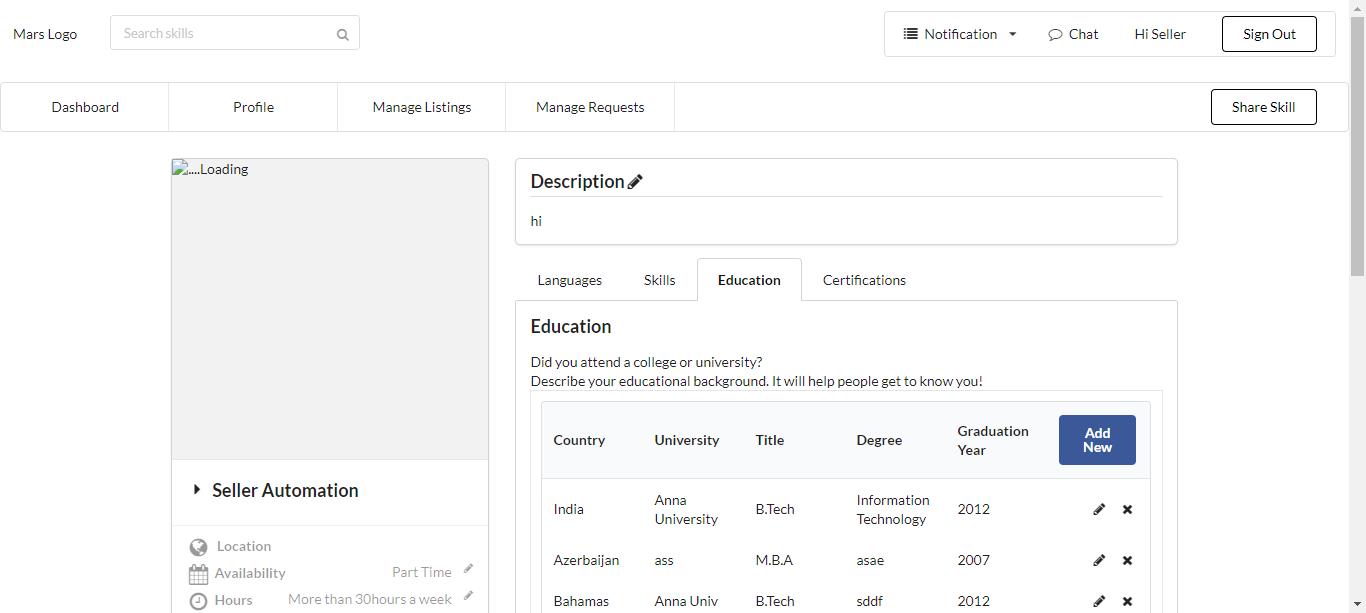 Mars Logo
Search skills
Notification
Chat
Hi Seller
Sign Out
Dashboard
Profile
Manage Listings
Manage Requests
Share Skill
....Loading
Seller Automation
Location
Availability
Part Time
Hours
More than 30hours a week
Description
hi
Languages
Skills
Education
Certifications
Education
Did you attend a college or university?
Describe your educational background. It will help people get to know you!
Country
University
Title
Degree
Graduation
Year
Add
New
India
Anna
University
B.Tech
Information
Technology
2012
Azerbaijan
ass
M.B.A
asae
2007
Bahamas
Anna Univ
B.Tech
sddf
2012